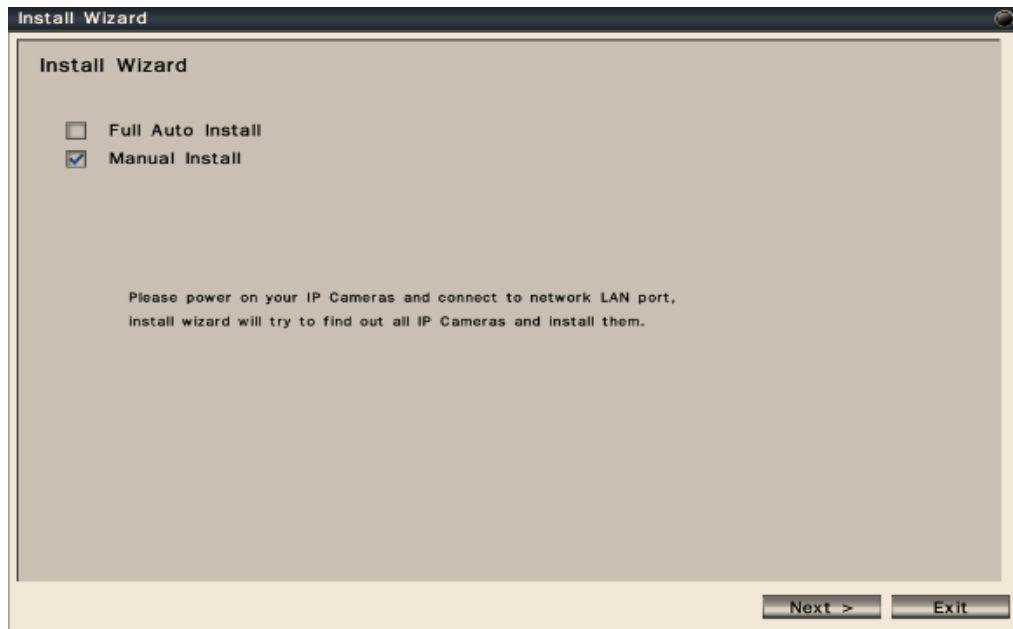 Install Wizard
Install Wizard
Full Auto Install
Manual Install
Please power on your IP Cameras and connect to network LAN port,
install wizard will try to find out all IP Cameras and install them.
Next > Exit